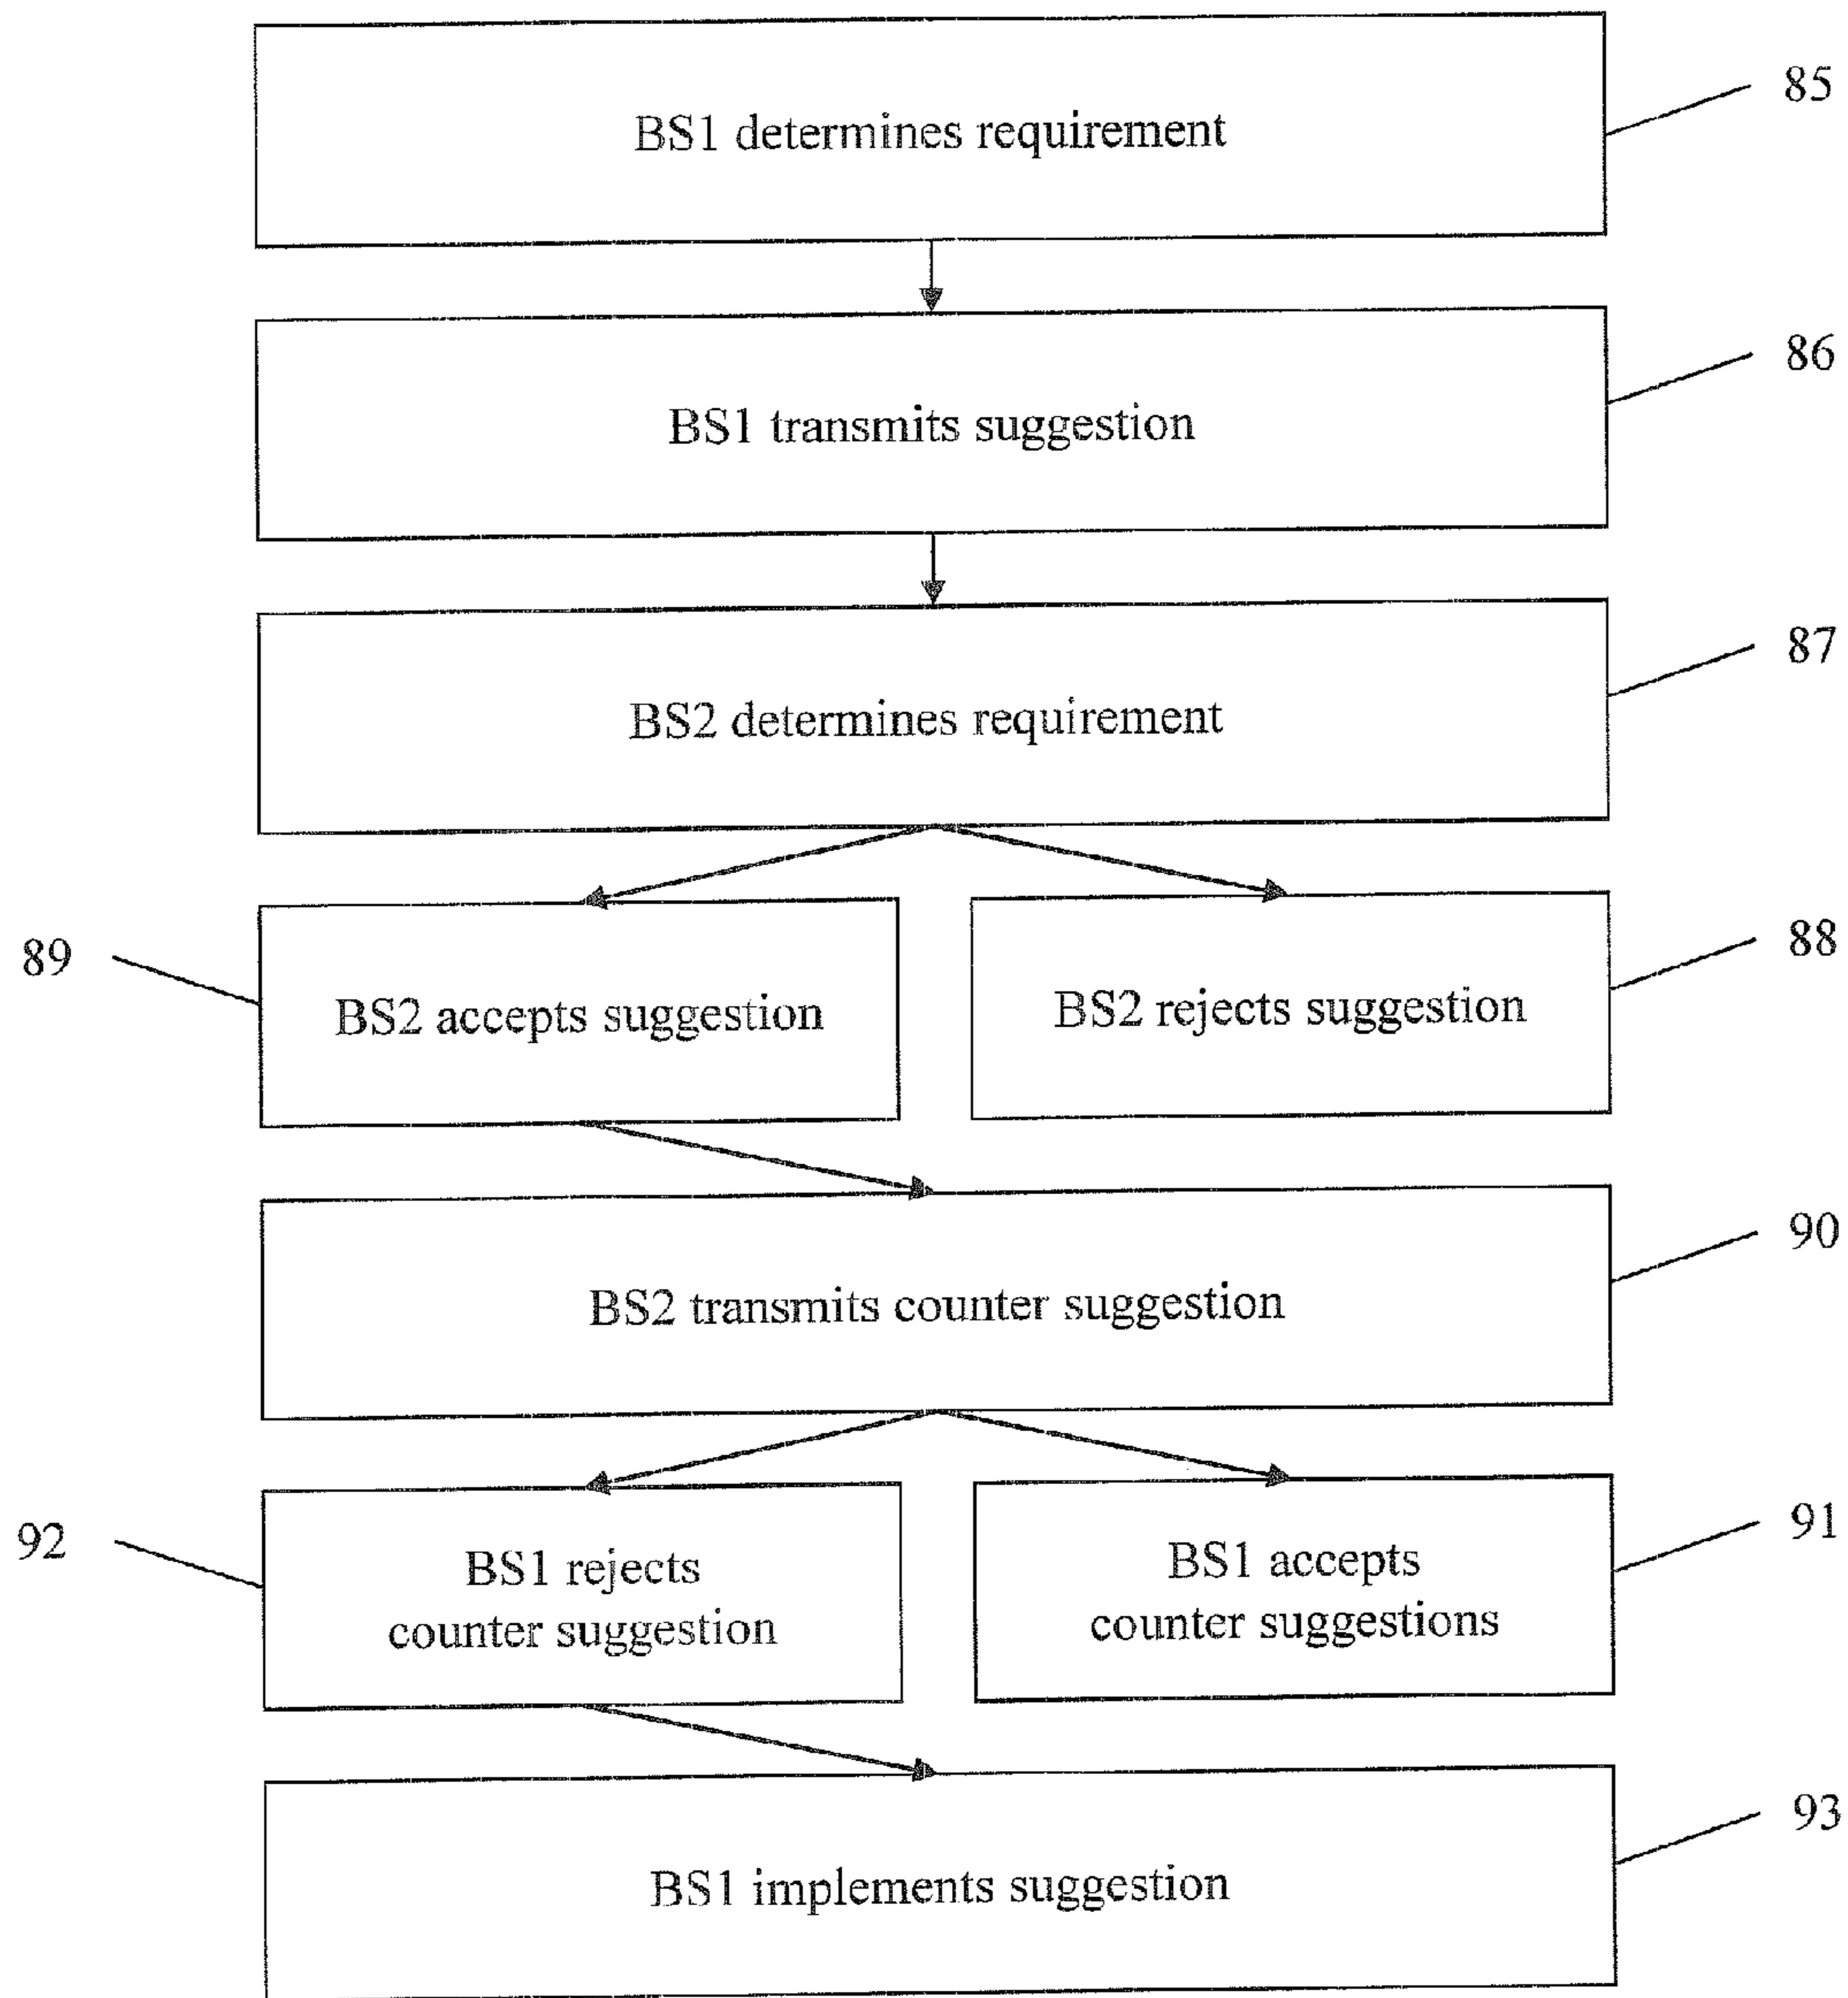 BS1 determines requirement
85
BS1 transmits suggestion
86
BS2 determines requirement
87
89
BS2 accepts suggestion
BS2 rejects suggestion
88
BS2 transmits counter suggestion
90
92
BS1 rejects
counter suggestion
BS1 accepts
counter suggestions
91
BS1 implements suggestion
93